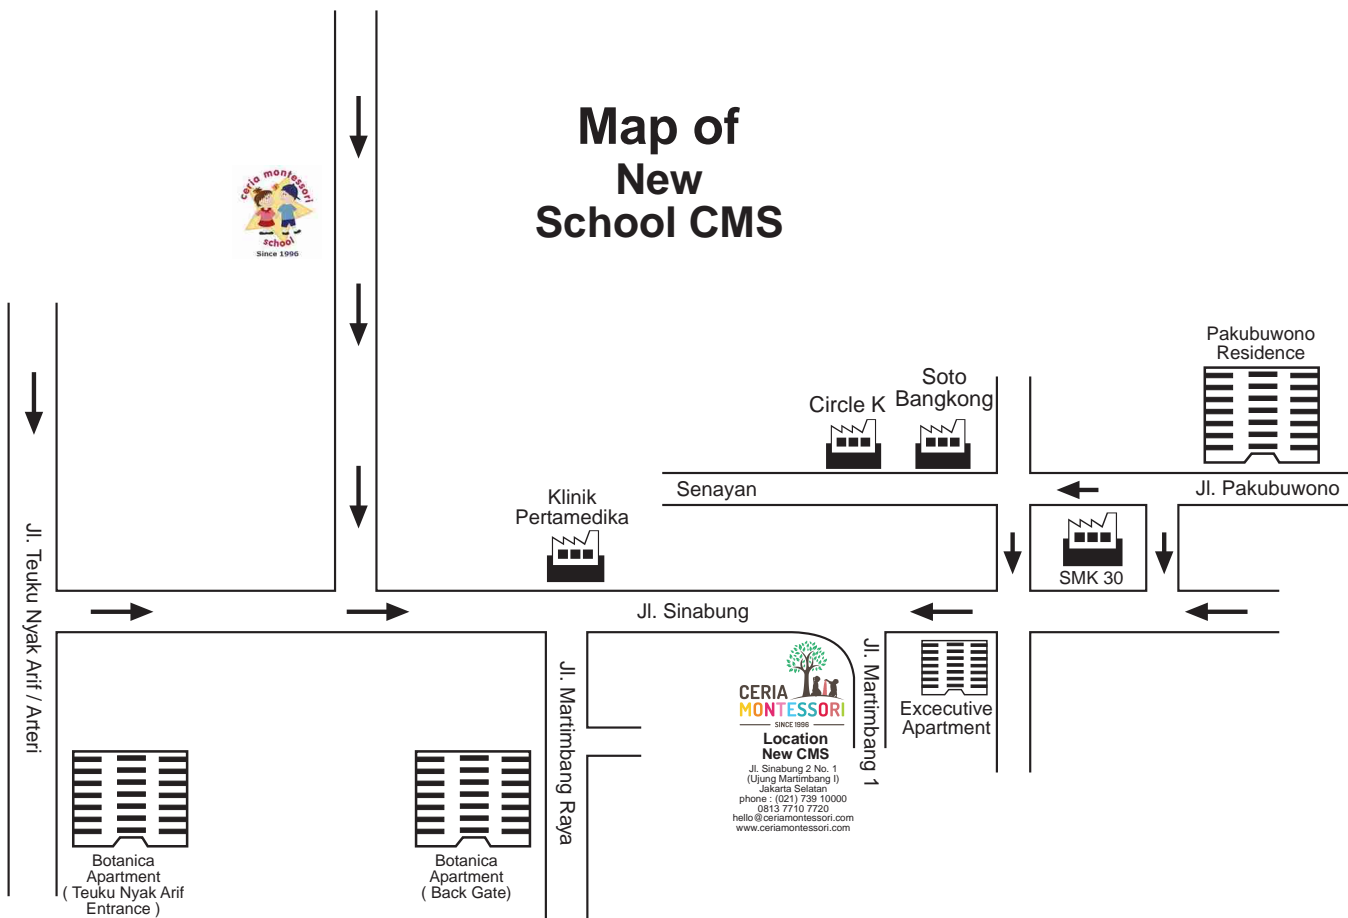 Map of
New
School CMS
ceria montessori
school
Since 1996
Pakubuwono
Residence
Soto
Bangkong
Circle K
Senayan
Jl. Pakubuwono
Klinik
Pertamedika
SMK 30
Jl. Teuku Nyak Arif / Arteri
Jl. Sinabung
Jl. Martimbang Raya
Jl. Martimbang 1
CERIA
MONTESSORI
SINCE 1996
Location
New CMS
Jl. Sinabung 2 No. 1
(Ujung Martimbang I)
Jakarta Selatan
phone : (021) 739 10000
0813 7710 7720
hello@ceriamontessori.com
www.ceriamontessori.com
Excecutive
Apartment
Botanica
Apartment
( Teuku Nyak Arif
Entrance )
Botanica
Apartment
( Back Gate)